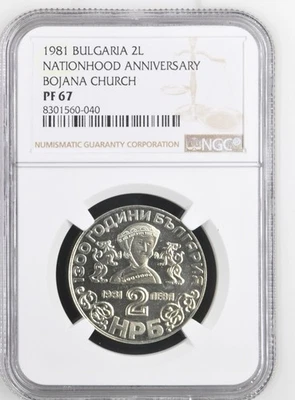 1981 BULGARIA 2L
NATIONHOOD ANNIVERSARY
BOJANA CHURCH
PF 67
8301560-040
NUMISMATIC GUARANTY CORPORATION
NGC
1300 ГОДИНИ БЪЛГАРИЯ
1981 2 ЛЕВА
НРБ